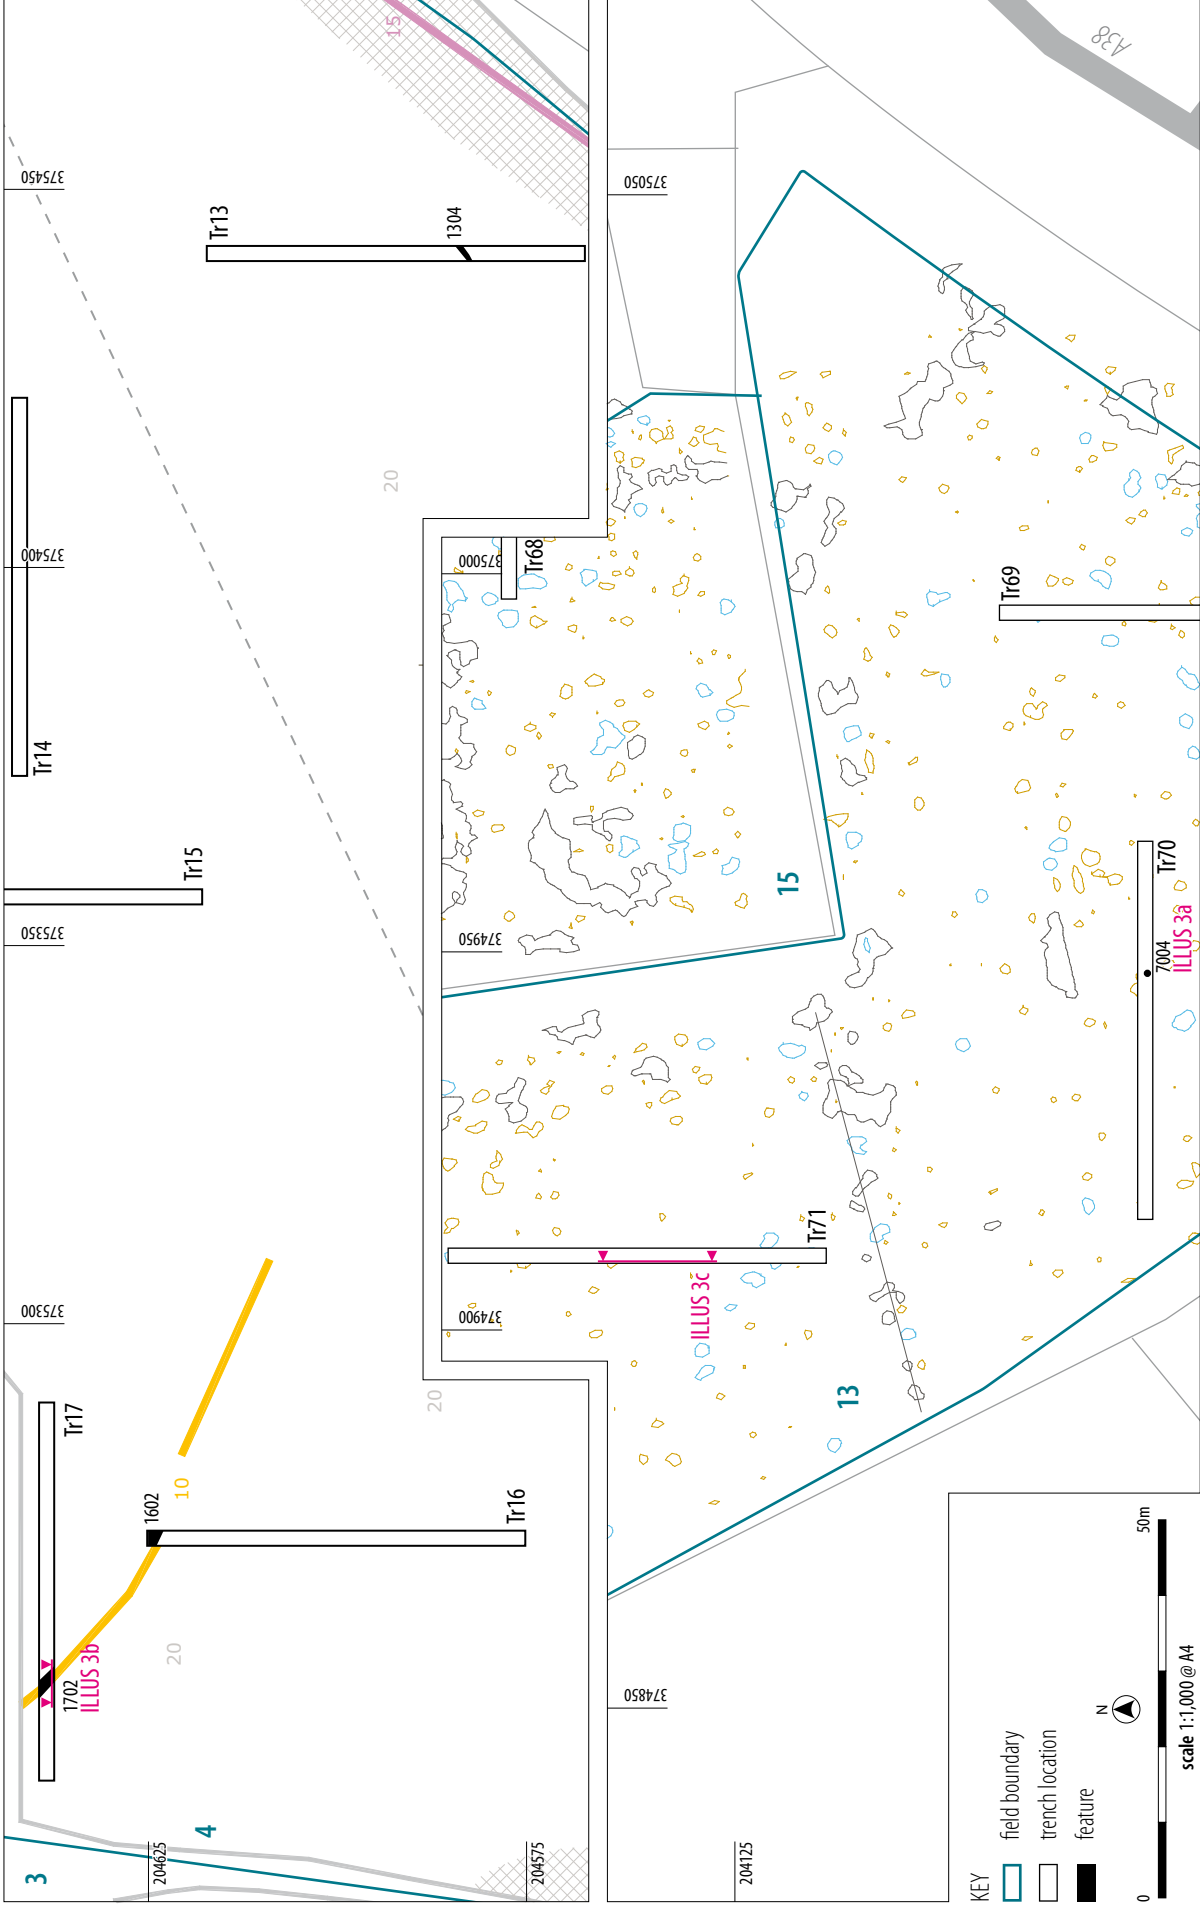 3
4
204625
204575
20
1702
ILLUS 3b
Tr17
1602
10
Tr16
20
375300
375350
Tr15
Tr14
375400
20
Tr13
1304
375450
15
374850
204125
13
374900
ILLUS 3c
Tr71
374950
15
375000
Tr68
375050
Tr69
Tr70
7004
ILLUS 3a
A38
KEY
field boundary
trench location
feature
N
0
50m
scale 1:1,000 @ A4